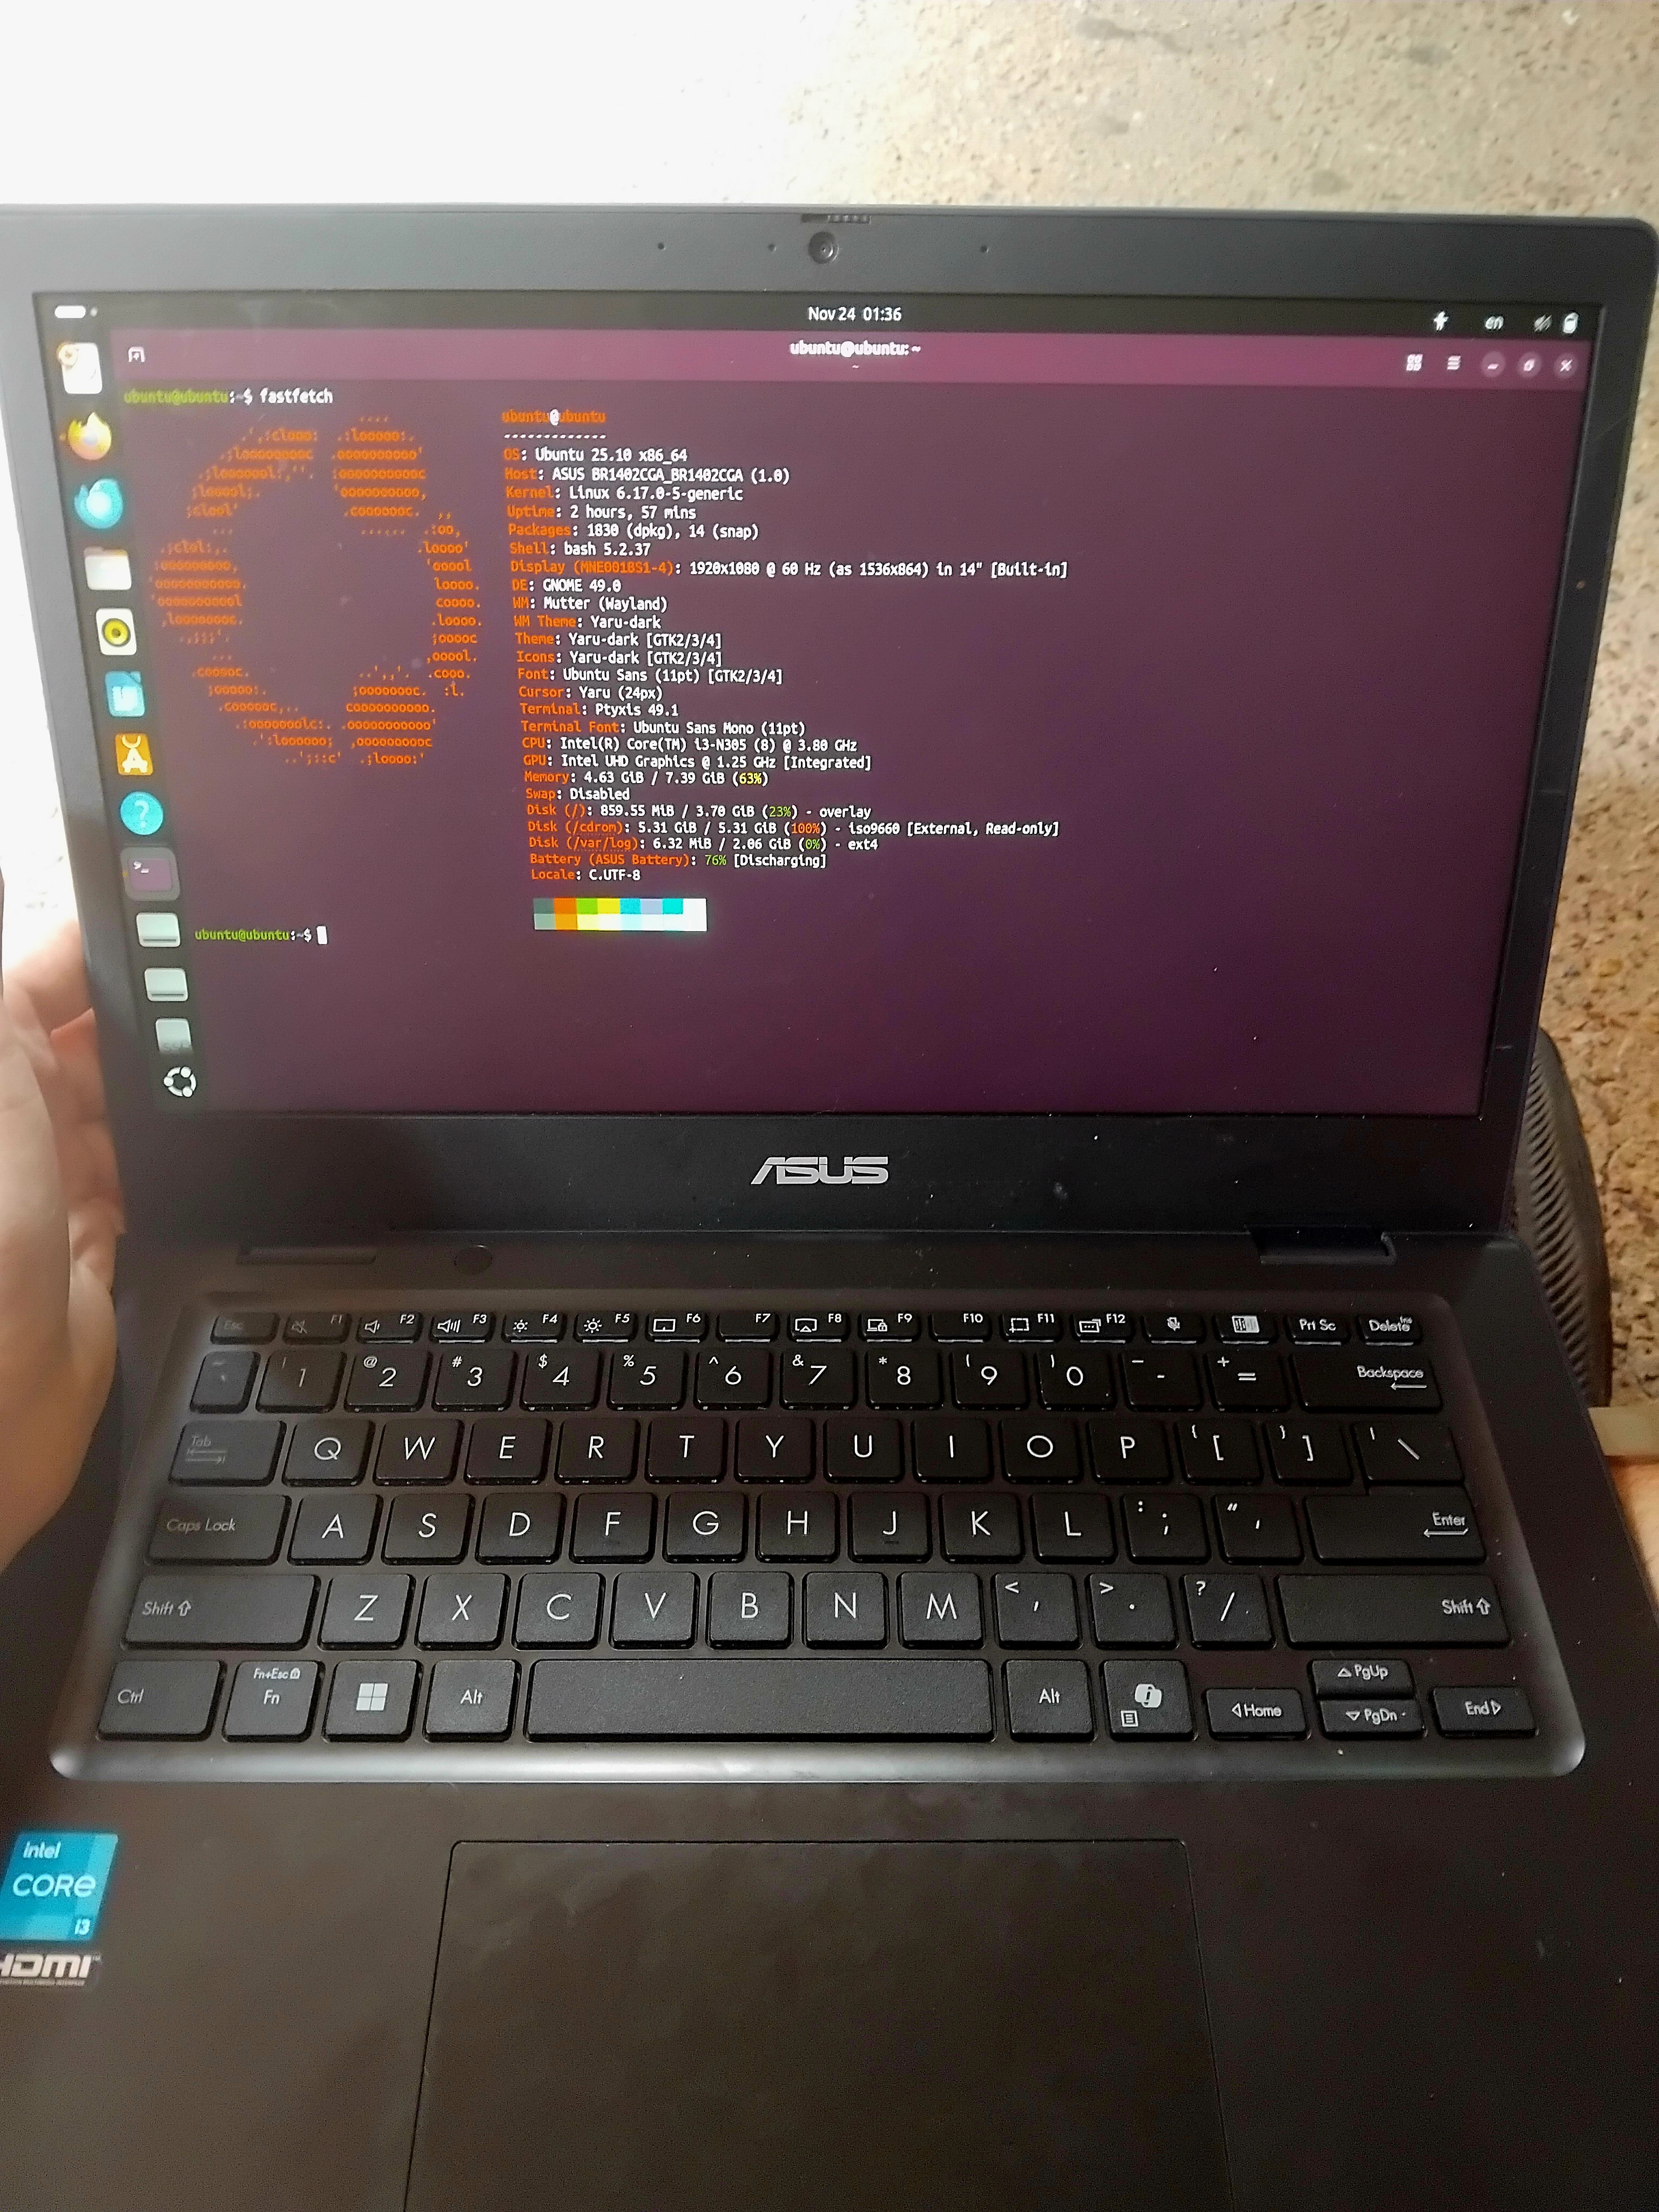 Nov 24 01:36
ubuntu@ubuntu: ~
~
en
ubuntu@ubuntu:~$ fastfetch
ubuntu@ubuntu
-------------
OS: Ubuntu 25.10 x86_64
Host: ASUS BR1402CGA_BR1402CGA (1.0)
Kernel: Linux 6.17.0-5-generic
Uptime: 2 hours, 57 mins
Packages: 1830 (dpkg), 14 (snap)
Shell: bash 5.2.37
Display (MNE001BS1-4): 1920x1080 @ 60 Hz (as 1536x864) in 14" [Built-in]
DE: GNOME 49.0
WM: Mutter (Wayland)
WM Theme: Yaru-dark
Theme: Yaru-dark [GTK2/3/4]
Icons: Yaru-dark [GTK2/3/4]
Font: Ubuntu Sans (11pt) [GTK2/3/4]
Cursor: Yaru (24px)
Terminal: Ptyxis 49.1
Terminal Font: Ubuntu Sans Mono (11pt)
CPU: Intel(R) Core(TM) i3-N305 (8) @ 3.80 GHz
GPU: Intel UHD Graphics @ 1.25 GHz [Integrated]
Memory: 4.63 GiB / 7.39 GiB (63%)
Swap: Disabled
Disk (/): 859.55 MiB / 3.70 GiB (23%) - overlay
Disk (/cdrom): 5.31 GiB / 5.31 GiB (100%) - iso9660 [External, Read-only]
Disk (/var/log): 6.32 MiB / 2.06 GiB (0%) - ext4
Battery (ASUS Battery): 76% [Discharging]
Locale: C.UTF-8
ubuntu@ubuntu:~$
ASUS
Esc F1 F2 F3 F4 F5 F6 F7 F8 F9 F10 F11 F12 Prt Sc Delete
! @ # $ % ^ & * ( ) _ +
1 2 3 4 5 6 7 8 9 0 - = Backspace
Tab Q W E R T Y U I O P { [ } ] | \
Caps Lock A S D F G H J K L : ; " ' Enter
Shift Z X C V B N M < , > . ? / Shift
Fn+Esc PgUp
Ctrl Fn Alt Alt Home PgDn End
intel
CORE
i3
HDMI